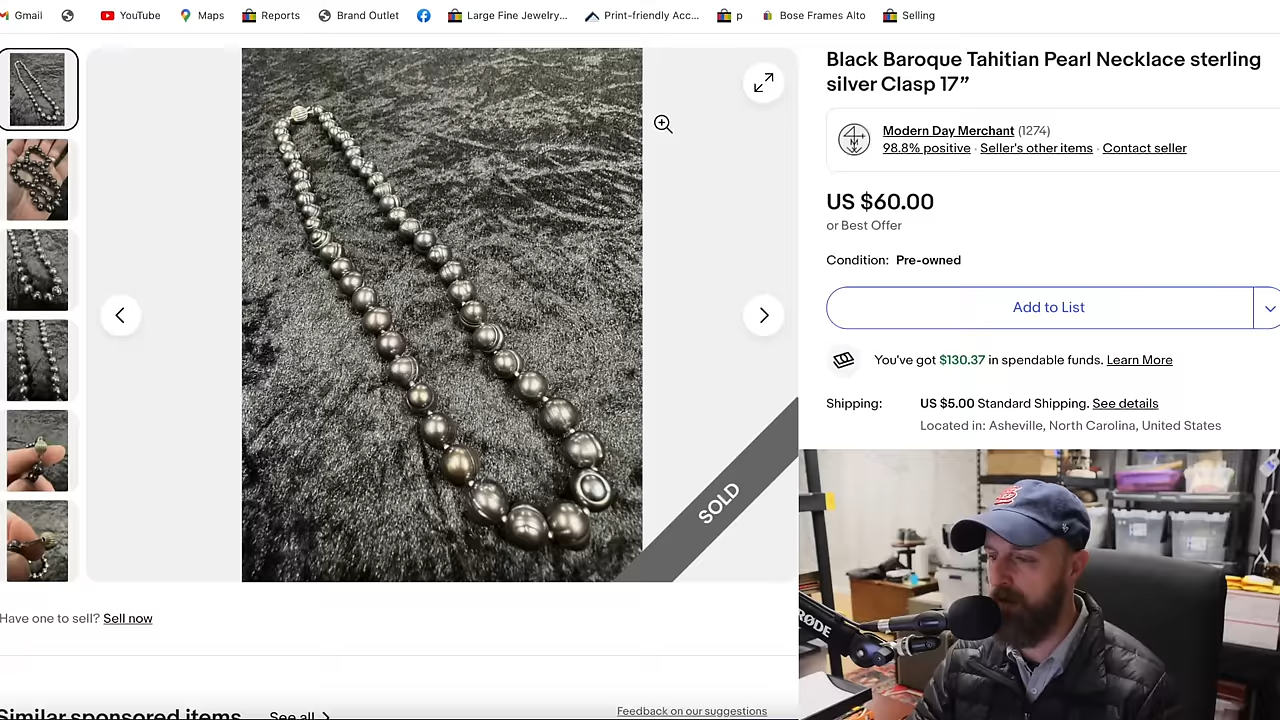 Gmail
YouTube
Maps
Reports
Brand Outlet
Large Fine Jewelry...
Print-friendly Acc...
p
Bose Frames Alto
Selling
Black Baroque Tahitian Pearl Necklace sterling
silver Clasp 17”
Modern Day Merchant (1274)
98.8% positive · Seller's other items · Contact seller
US $60.00
or Best Offer
Condition: Pre-owned
Add to List
You've got $130.37 in spendable funds. Learn More
Shipping: US $5.00 Standard Shipping. See details
Located in: Asheville, North Carolina, United States
SOLD
RØDE
Have one to sell? Sell now
Similar sponsored items See all
Feedback on our suggestions